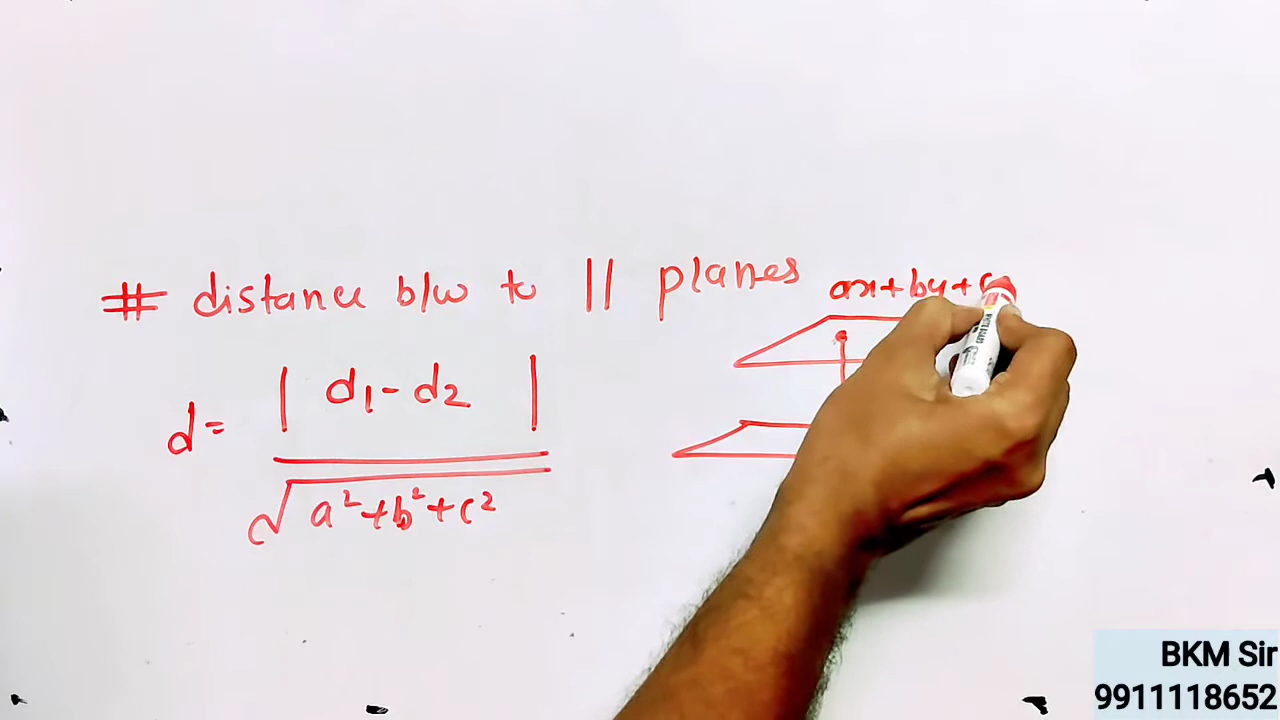 # distance b/w to || planes
ax+by+c
d= | d1-d2 |
√a²+b²+c²
BKM Sir
9911118652